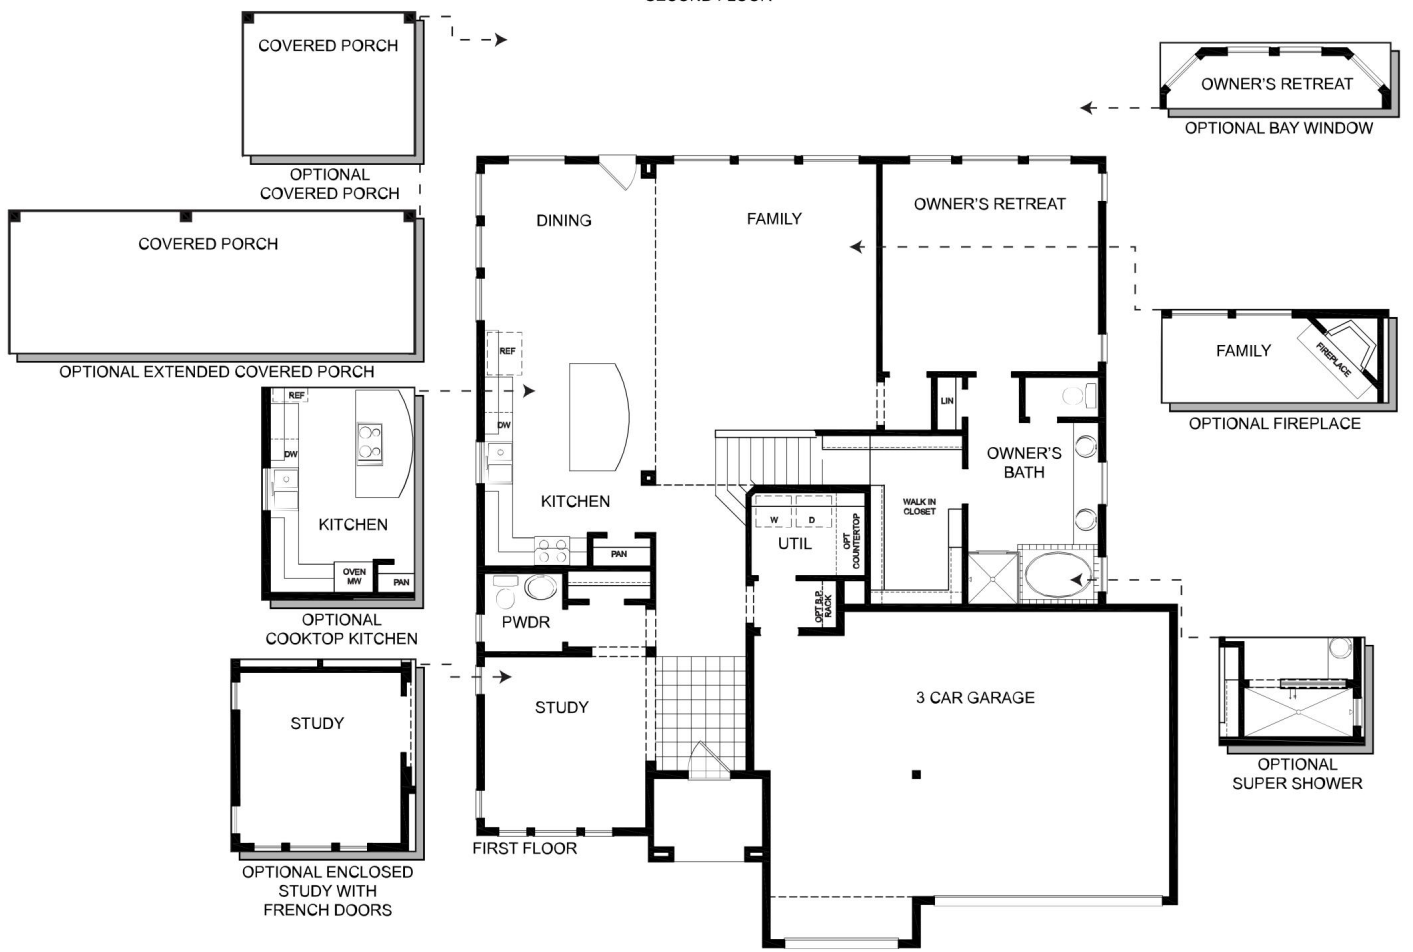 COVERED PORCH
OPTIONAL
COVERED PORCH
COVERED PORCH
OPTIONAL EXTENDED COVERED PORCH
REF
DW
KITCHEN
OVEN
MW
PAN
OPTIONAL
COOKTOP KITCHEN
STUDY
OPTIONAL ENCLOSED
STUDY WITH
FRENCH DOORS
DINING
FAMILY
OWNER'S RETREAT
REF
DW
KITCHEN
PAN
LIN
OWNER'S
BATH
WALK IN
CLOSET
W
D
UTIL
OPT
COUNTERTOP
OPT S.P.
RACK
PWDR
STUDY
3 CAR GARAGE
FIRST FLOOR
OWNER'S RETREAT
OPTIONAL BAY WINDOW
FAMILY
FIREPLACE
OPTIONAL FIREPLACE
OPTIONAL
SUPER SHOWER